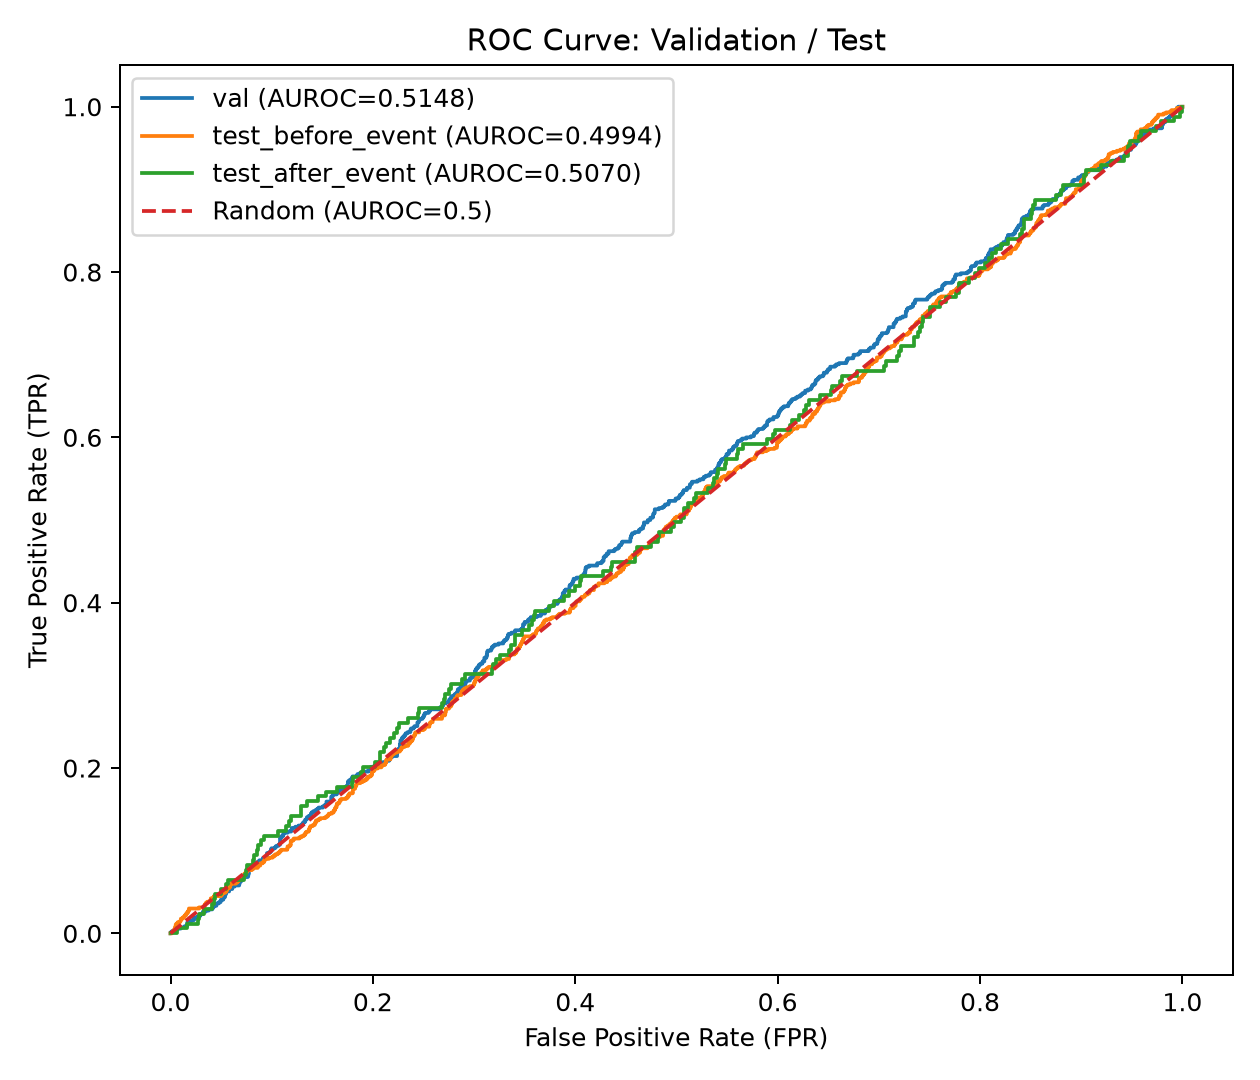 ROC Curve: Validation / Test
val (AUROC=0.5148)
test_before_event (AUROC=0.4994)
test_after_event (AUROC=0.5070)
Random (AUROC=0.5)
True Positive Rate (TPR)
1.0
0.8
0.6
0.4
0.2
0.0
0.0 0.2 0.4 0.6 0.8 1.0
False Positive Rate (FPR)